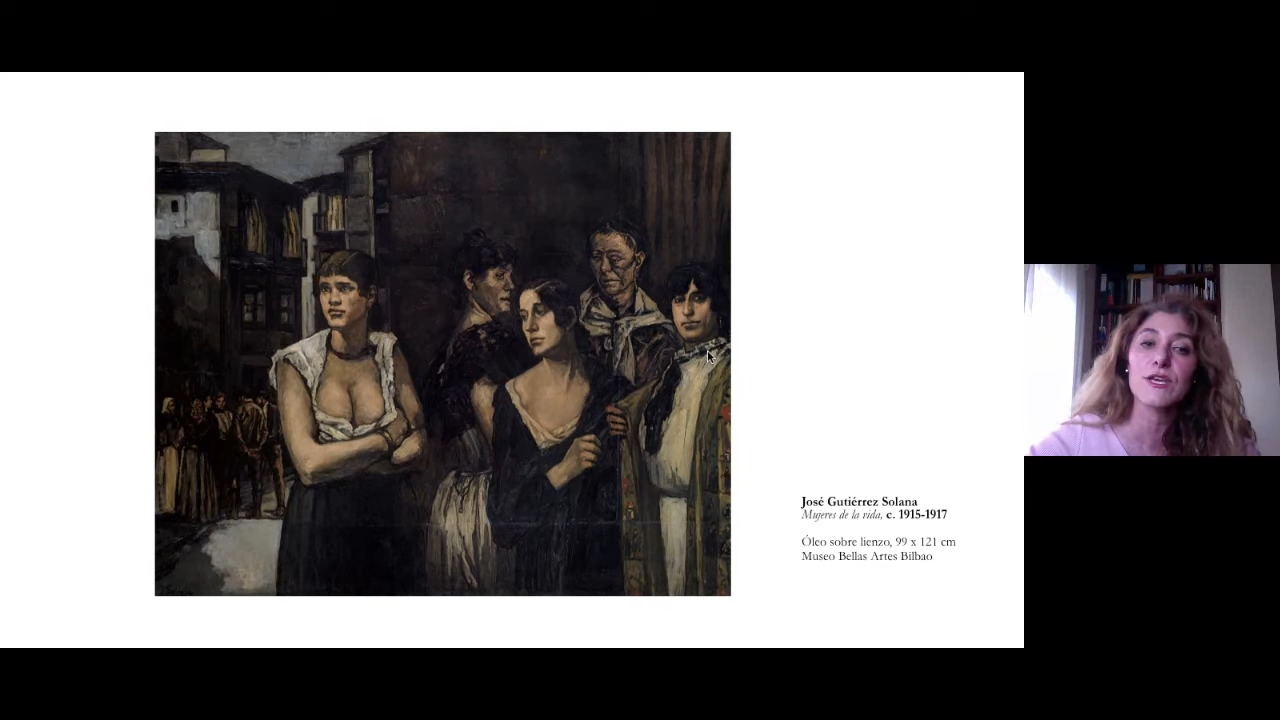 José Gutiérrez Solana
Mujeres de la vida, c. 1915-1917
Óleo sobre lienzo, 99 x 121 cm
Museo Bellas Artes Bilbao